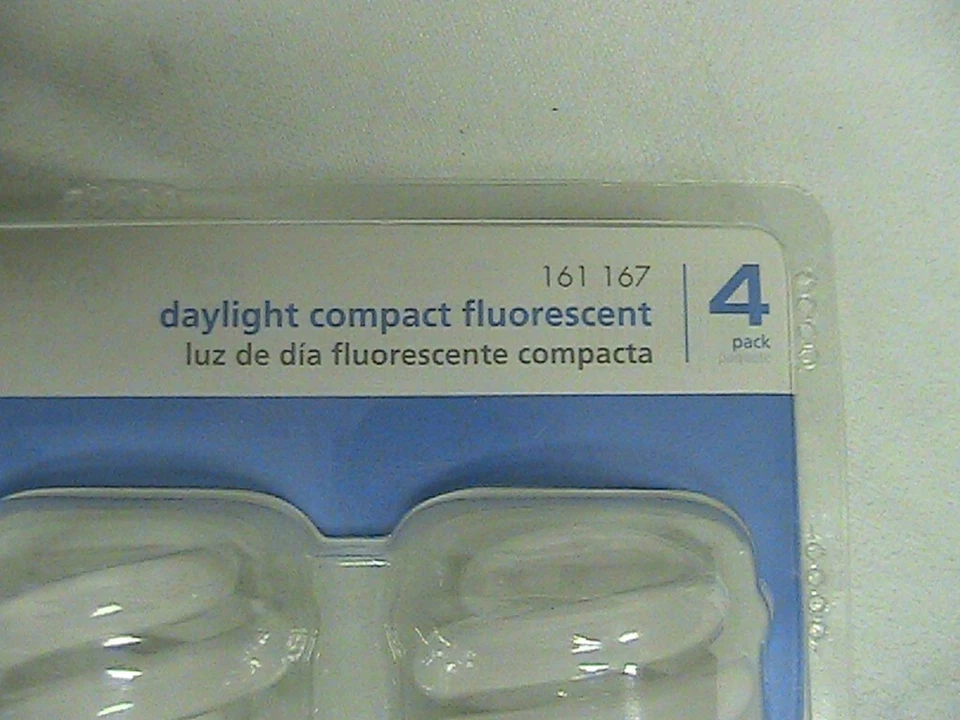 161 167
daylight compact fluorescent
luz de día fluorescente compacta
4
pack